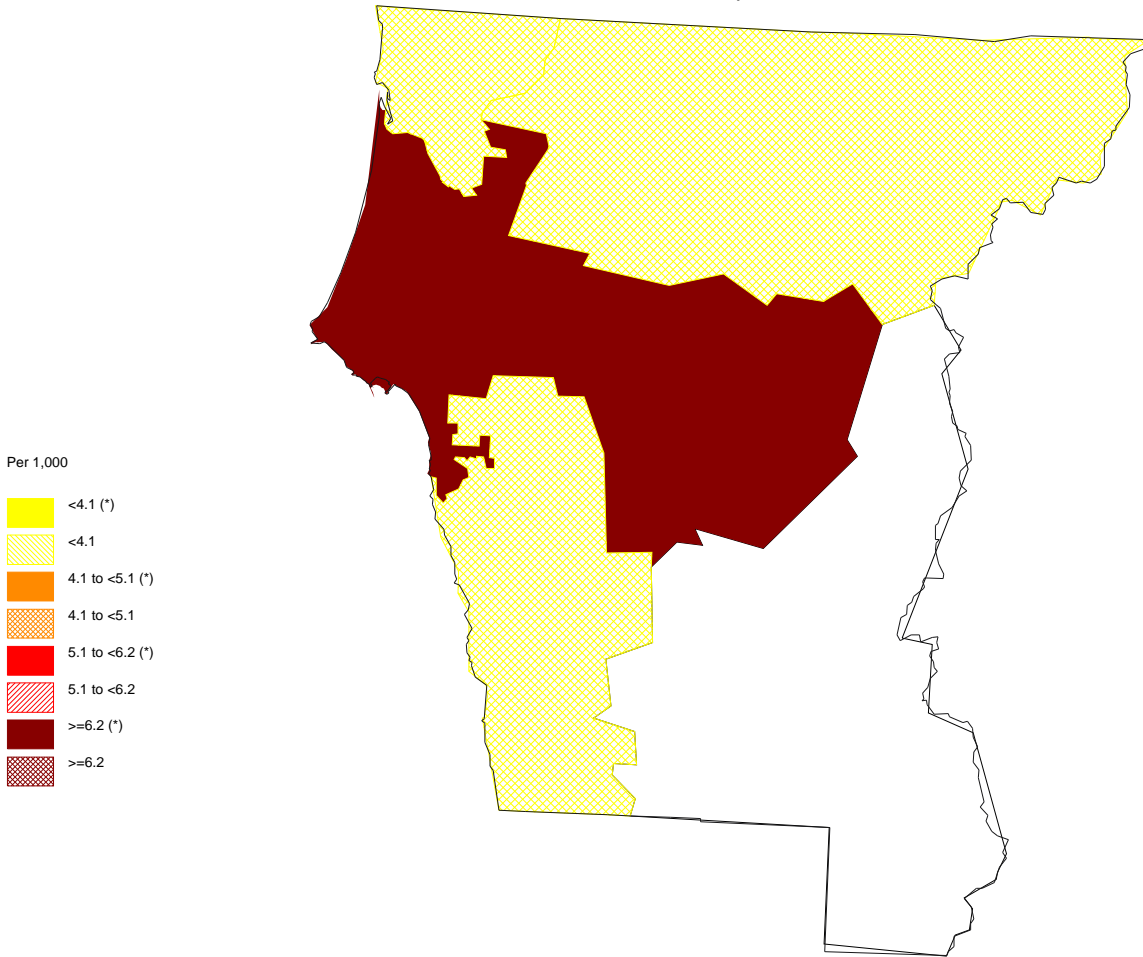 Per 1,000
<4.1 (*)
<4.1
4.1 to <5.1 (*)
4.1 to <5.1
5.1 to <6.2 (*)
5.1 to <6.2
>=6.2 (*)
>=6.2